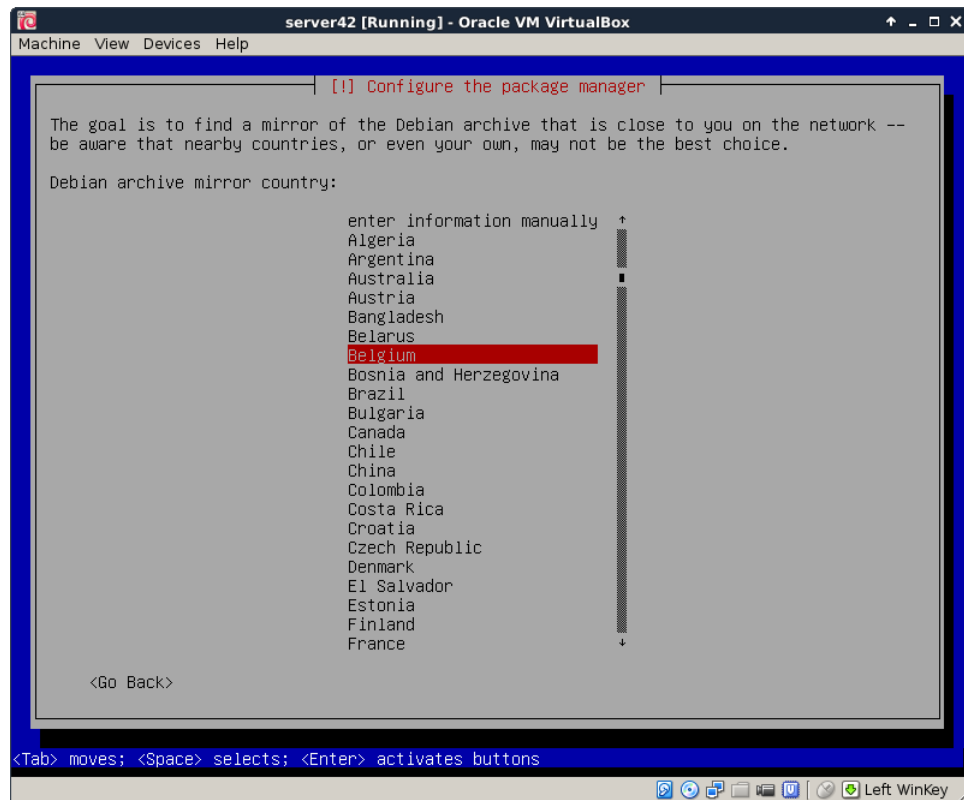 server42 [Running] - Oracle VM VirtualBox
Machine View Devices Help
[!] Configure the package manager
The goal is to find a mirror of the Debian archive that is close to you on the network --
be aware that nearby countries, or even your own, may not be the best choice.
Debian archive mirror country:
enter information manually
Algeria
Argentina
Australia
Austria
Bangladesh
Belarus
Belgium
Bosnia and Herzegovina
Brazil
Bulgaria
Canada
Chile
China
Colombia
Costa Rica
Croatia
Czech Republic
Denmark
El Salvador
Estonia
Finland
France
<Go Back>
<Tab> moves; <Space> selects; <Enter> activates buttons
Left WinKey